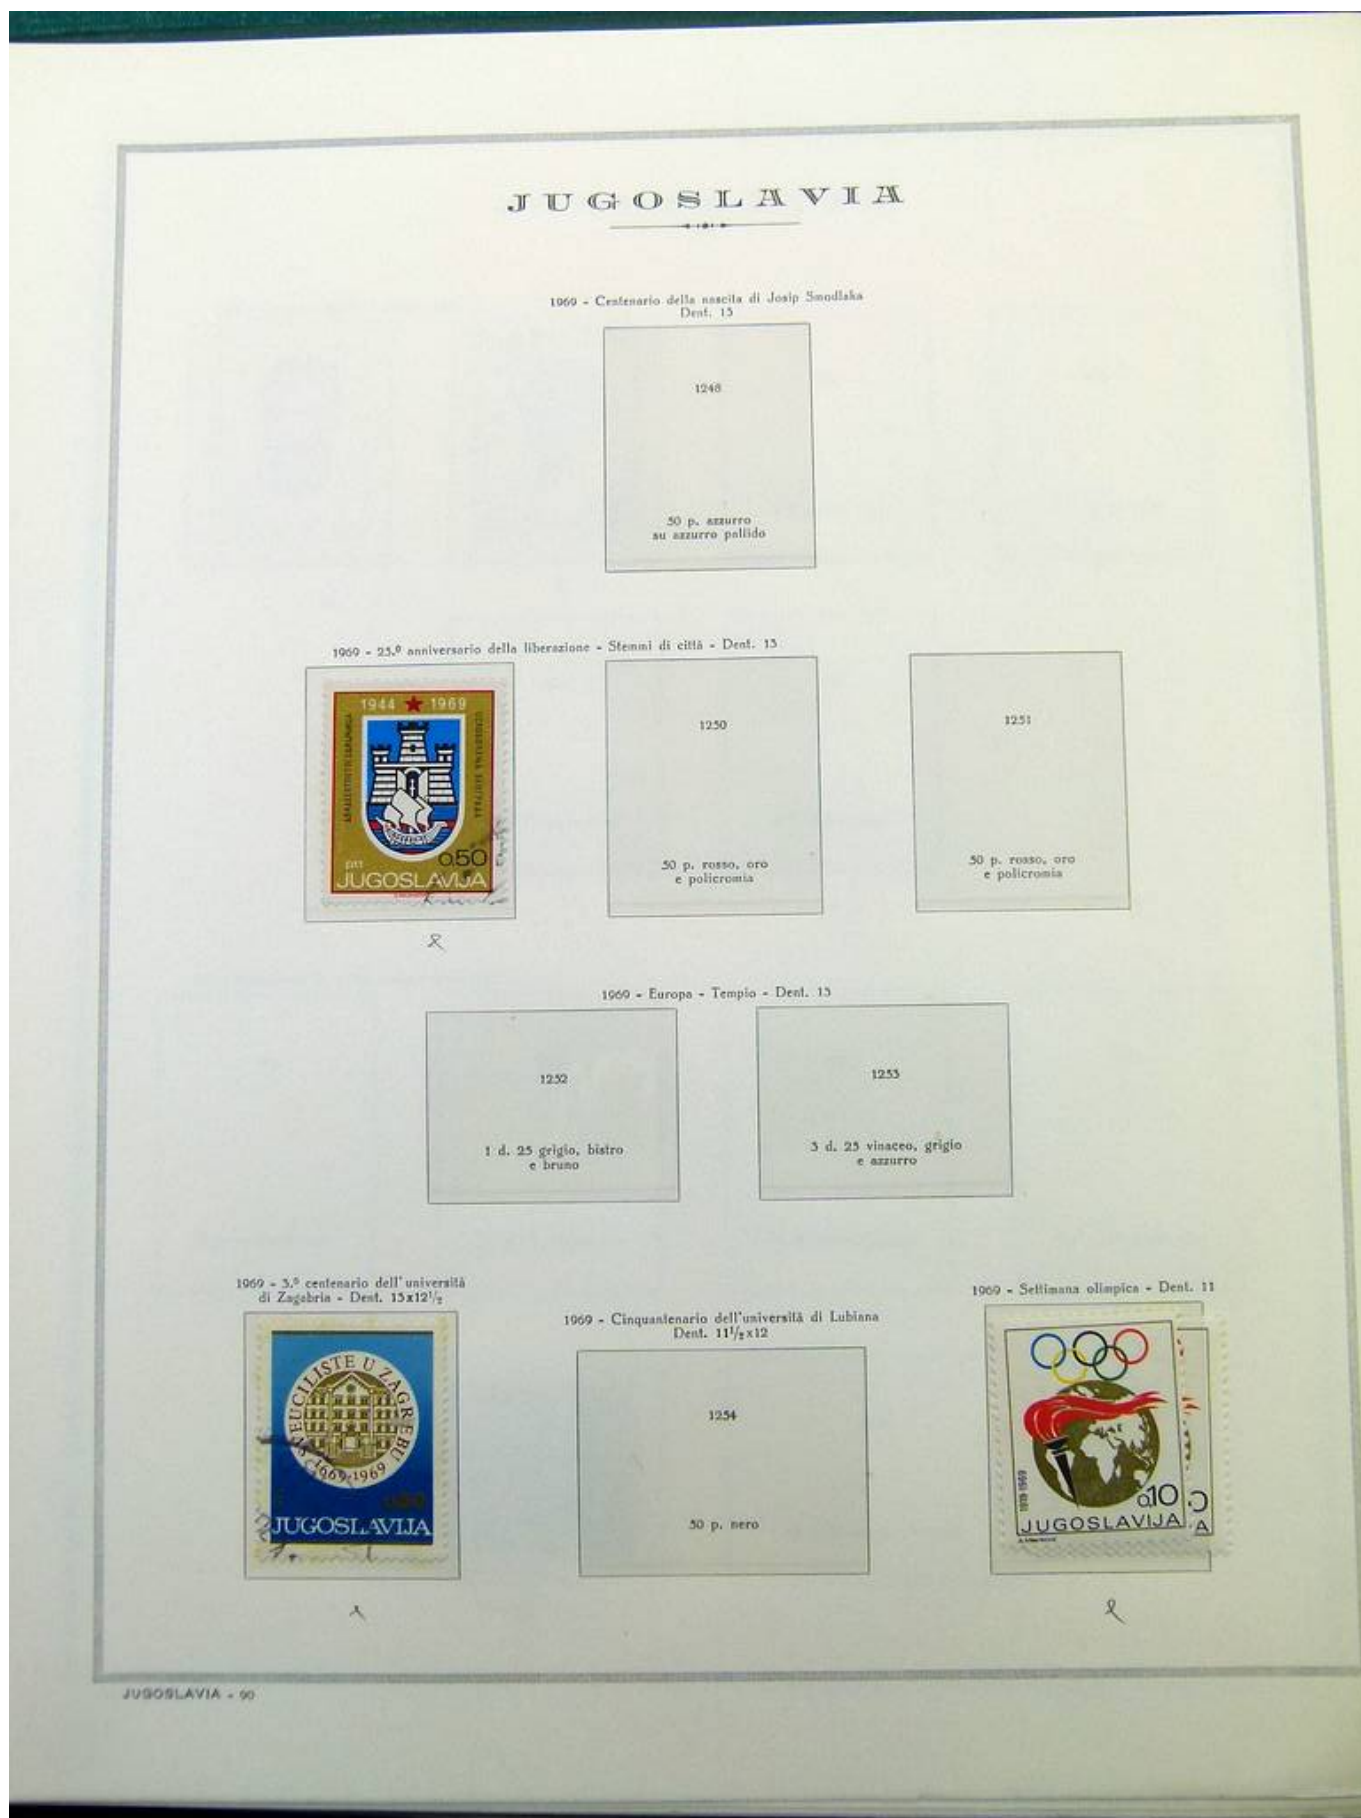 JUGOSLAVIA
1969 - Centenario della nascita di Josip Smodlaka
Dent. 13
1248
50 p. azzurro
su azzurro pallido
1969 - 25.º anniversario della liberazione - Stemmi di città - Dent. 13
1944 ★ 1969
ptt
0,50
JUGOSLAVIJA
1250
50 p. rosso, oro
e policromia
1251
50 p. rosso, oro
e policromia
1969 - Europa - Tempio - Dent. 13
1252
1 d. 25 grigio, bistro
e bruno
1253
3 d. 25 vinaceo, grigio
e azzurro
1969 - 3.º centenario dell'università
di Zagabria - Dent. 13x12½
SVEUCILISTE U ZAGREBU
1669-1969
JUGOSLAVIJA
1969 - Cinquantenario dell'università di Lubiana
Dent. 11½x12
1254
50 p. nero
1969 - Settimana olimpica - Dent. 11
1919-1969
0,10
JUGOSLAVIJA
A
JUGOSLAVIA - 90